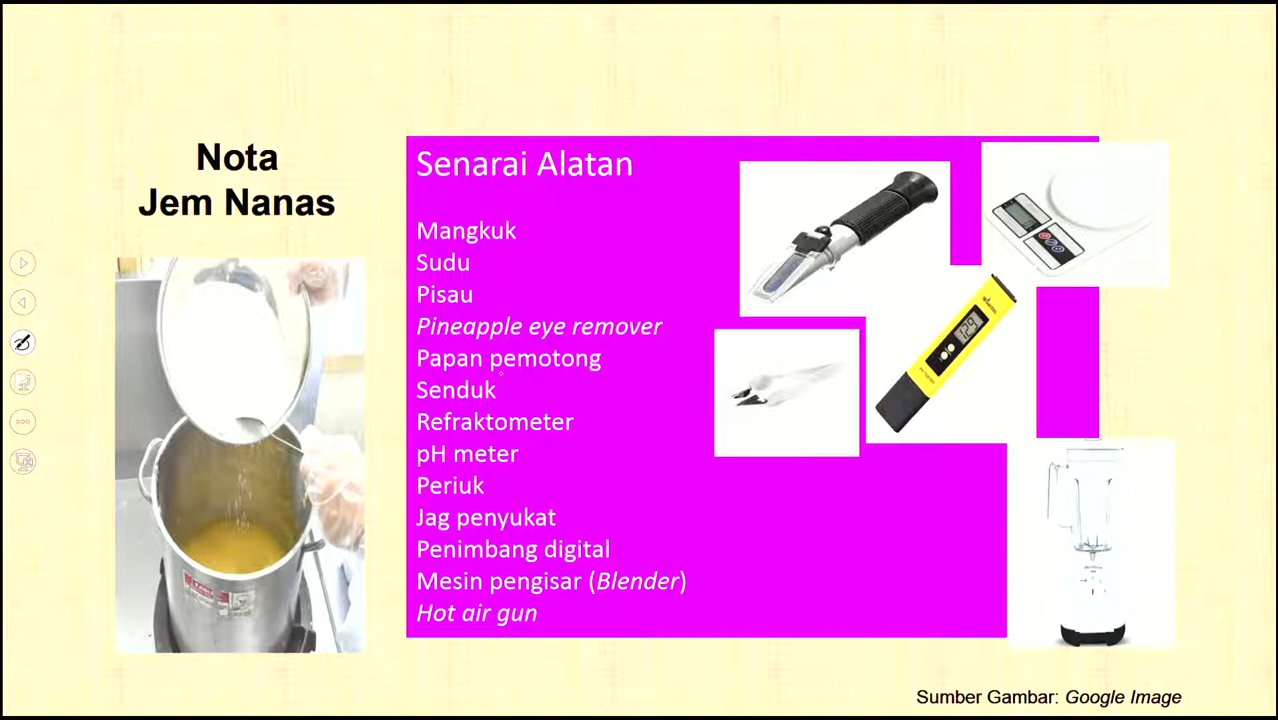 Nota
Jem Nanas
Senarai Alatan
Mangkuk
Sudu
Pisau
Pineapple eye remover
Papan pemotong
Senduk
Refraktometer
pH meter
Periuk
Jag penyukat
Penimbang digital
Mesin pengisar (Blender)
Hot air gun
Sumber Gambar: Google Image